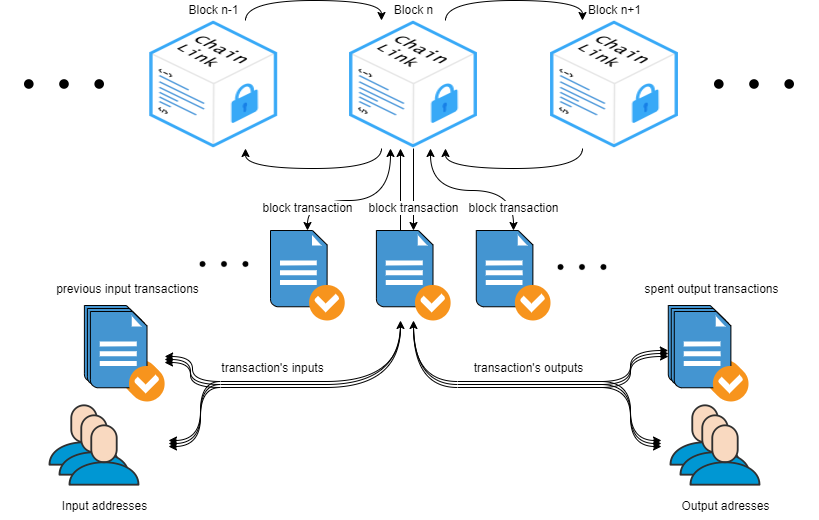 Block n-1
Block n
Block n+1
Chain
Link
Chain
Link
Chain
Link
<-->
</>
<-->
</>
<-->
</>
block transaction
block transaction
block transaction
previous input transactions
spent output transactions
transaction's inputs
transaction's outputs
Input addresses
Output adresses